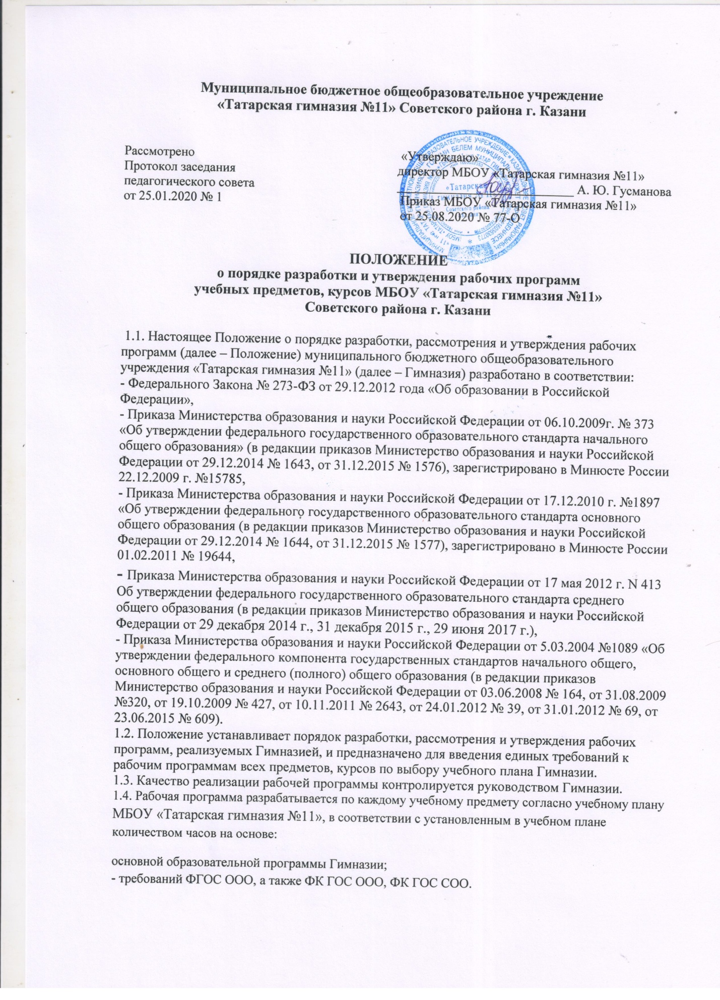 Муниципальное бюджетное общеобразовательное учреждение
«Татарская гимназия №11» Советского района г. Казани
Рассмотрено
Протокол заседания
педагогического совета
от 25.01.2020 № 1
«Утверждаю»
директор МБОУ «Татарская гимназия №11»
А. Ю. Гусманова
Приказ МБОУ «Татарская гимназия №11»
от 25.08.2020 № 77-О
«Татарская
гимназия № 11»
Советского района
ПОЛОЖЕНИЕ
о порядке разработки и утверждения рабочих программ
учебных предметов, курсов МБОУ «Татарская гимназия №11»
Советского района г. Казани
1.1. Настоящее Положение о порядке разработки, рассмотрения и утверждения рабочих
программ (далее – Положение) муниципального бюджетного общеобразовательного
учреждения «Татарская гимназия №11» (далее – Гимназия) разработано в соответствии:
- Федерального Закона № 273-ФЗ от 29.12.2012 года «Об образовании в Российской
Федерации»,
- Приказа Министерства образования и науки Российской Федерации от 06.10.2009г. № 373
«Об утверждении федерального государственного образовательного стандарта начального
общего образования» (в редакции приказов Министерство образования и науки Российской
Федерации от 29.12.2014 № 1643, от 31.12.2015 № 1576), зарегистрировано в Минюсте России
22.12.2009 г. №15785,
- Приказа Министерства образования и науки Российской Федерации от 17.12.2010 г. №1897
«Об утверждении федерального государственного образовательного стандарта основного
общего образования (в редакции приказов Министерство образования и науки Российской
Федерации от 29.12.2014 № 1644, от 31.12.2015 № 1577), зарегистрировано в Минюсте России
01.02.2011 № 19644,
- Приказа Министерства образования и науки Российской Федерации от 17 мая 2012 г. N 413
Об утверждении федерального государственного образовательного стандарта среднего
общего образования (в редакции приказов Министерство образования и науки Российской
Федерации от 29 декабря 2014 г., 31 декабря 2015 г., 29 июня 2017 г.),
- Приказа Министерства образования и науки Российской Федерации от 5.03.2004 №1089 «Об
утверждении федерального компонента государственных стандартов начального общего,
основного общего и среднего (полного) общего образования (в редакции приказов
Министерство образования и науки Российской Федерации от 03.06.2008 № 164, от 31.08.2009
№320, от 19.10.2009 № 427, от 10.11.2011 № 2643, от 24.01.2012 № 39, от 31.01.2012 № 69, от
23.06.2015 № 609).
1.2. Положение устанавливает порядок разработки, рассмотрения и утверждения рабочих
программ, реализуемых Гимназией, и предназначено для введения единых требований к
рабочим программам всех предметов, курсов по выбору учебного плана Гимназии.
1.3. Качество реализации рабочей программы контролируется руководством Гимназии.
1.4. Рабочая программа разрабатывается по каждому учебному предмету согласно учебному плану
МБОУ «Татарская гимназия №11», в соответствии с установленным в учебном плане
количеством часов на основе:
основной образовательной программы Гимназии;
- требований ФГОС ООО, а также ФК ГОС ООО, ФК ГОС СОО.